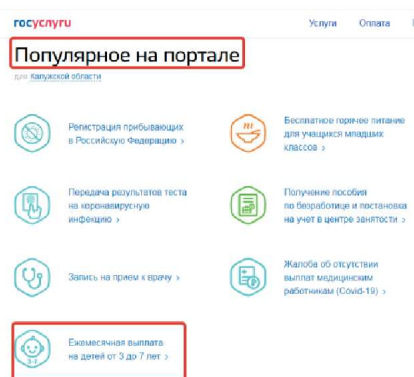 госуслуги
Услуги Оплата
Популярное на портале
для Калужской области
Регистрация прибывающих
в Российскую Федерацию >
Бесплатное горячее питание
для учащихся младших
классов >
Передача результатов теста
на коронавирусную
инфекцию >
Получение пособия
по безработице и постановка
на учет в центре занятости >
Запись на прием к врачу >
Жалоба об отсутствии
выплат медицинским
работникам (Covid-19) >
3-7
Ежемесячная выплата
на детей от 3 до 7 лет >